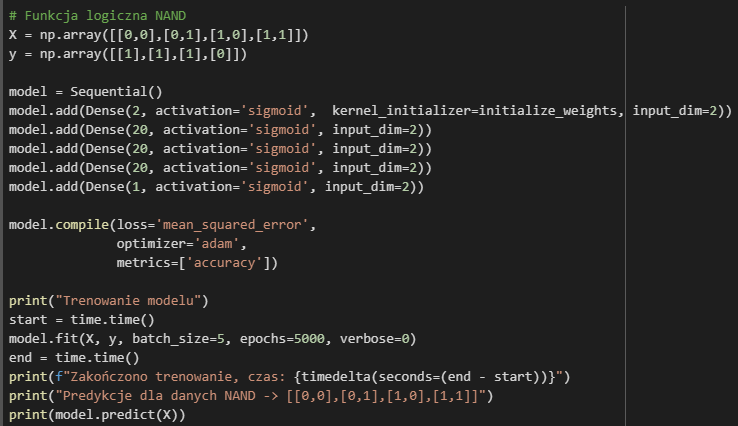 # Funkcja logiczna NAND
X = np.array([[0,0],[0,1],[1,0],[1,1]])
y = np.array([[1],[1],[1],[0]])
model = Sequential()
model.add(Dense(2, activation='sigmoid',  kernel_initializer=initialize_weights, input_dim=2))
model.add(Dense(20, activation='sigmoid', input_dim=2))
model.add(Dense(20, activation='sigmoid', input_dim=2))
model.add(Dense(20, activation='sigmoid', input_dim=2))
model.add(Dense(1, activation='sigmoid', input_dim=2))
model.compile(loss='mean_squared_error',
              optimizer='adam',
              metrics=['accuracy'])
print("Trenowanie modelu")
start = time.time()
model.fit(X, y, batch_size=5, epochs=5000, verbose=0)
end = time.time()
print(f"Zakończono trenowanie, czas: {timedelta(seconds=(end - start))}")
print("Predykcje dla danych NAND -> [[0,0],[0,1],[1,0],[1,1]]")
print(model.predict(X))